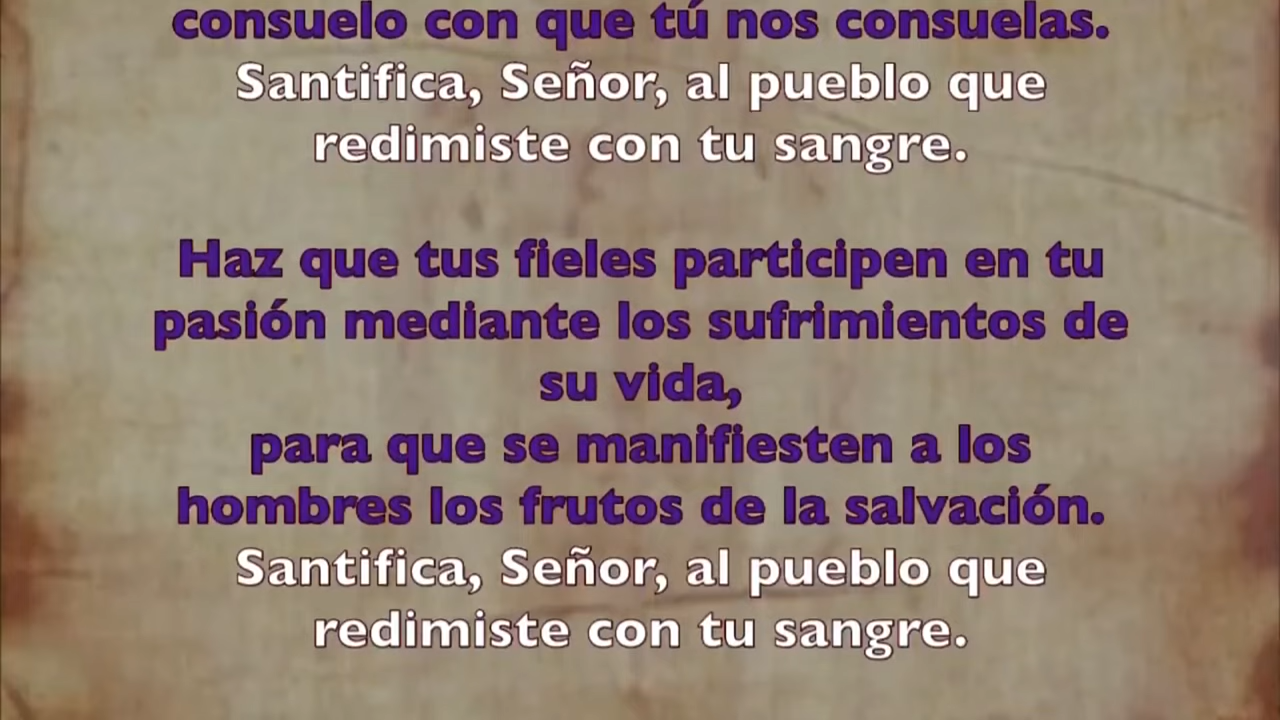 consuelo con que tú nos consuelas.
Santifica, Señor, al pueblo que
redimiste con tu sangre.
Haz que tus fieles participen en tu
pasión mediante los sufrimientos de
su vida,
para que se manifiesten a los
hombres los frutos de la salvación.
Santifica, Señor, al pueblo que
redimiste con tu sangre.